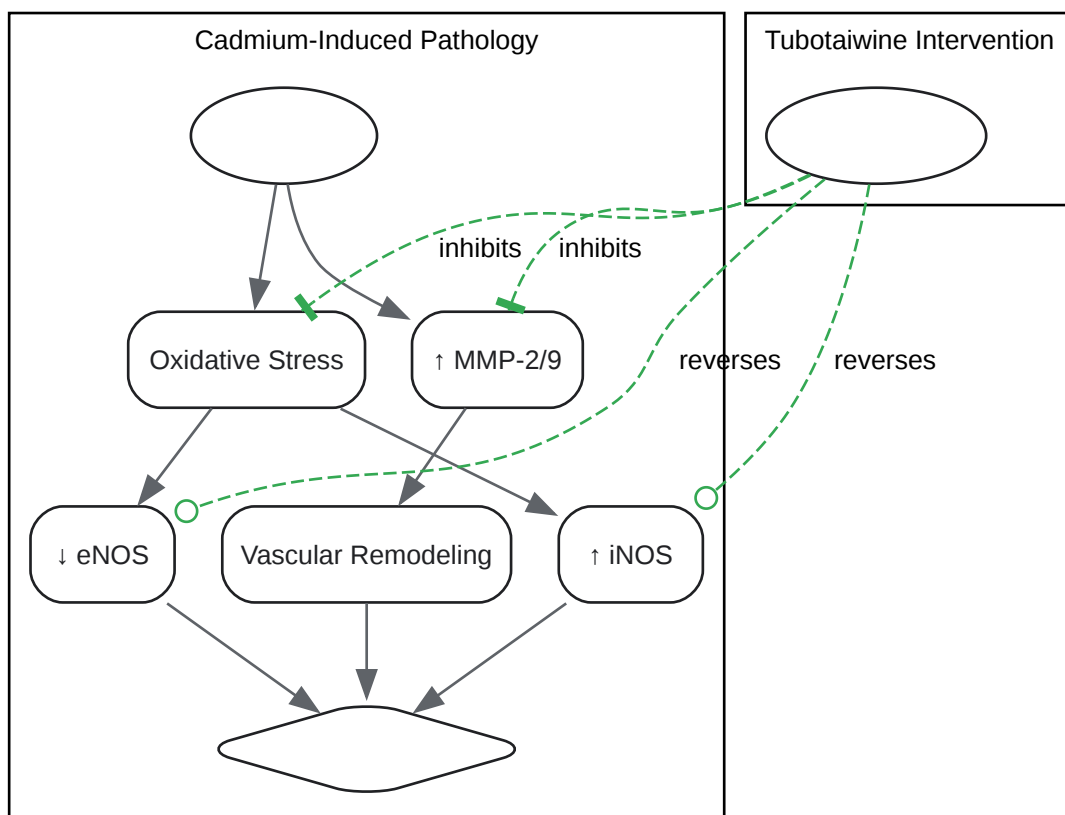 Cadmium-Induced Pathology
Tubotaiwine Intervention
inhibits
inhibits
Oxidative Stress
↑ MMP-2/9
reverses
reverses
↓ eNOS
Vascular Remodeling
↑ iNOS